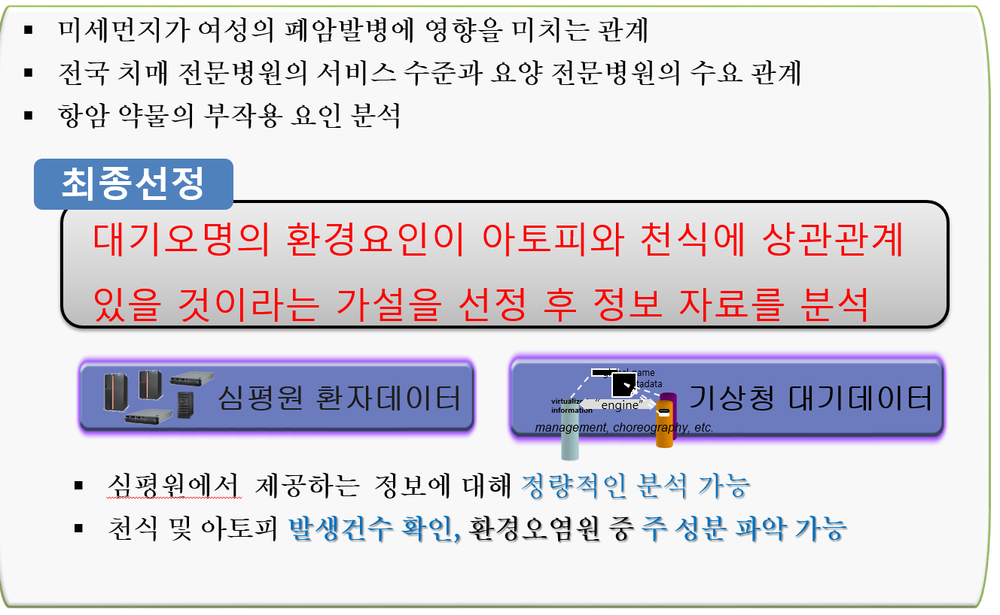 ▪ 미세먼지가 여성의 폐암발병에 영향을 미치는 관계
▪ 전국 치매 전문병원의 서비스 수준과 요양 전문병원의 수요 관계
▪ 항암 약물의 부작용 요인 분석
최종선정
대기오명의 환경요인이 아토피와 천식에 상관관계
있을 것이라는 가설을 선정 후 정보 자료를 분석
심평원 환자데이터
name
information
“engine”
management, choreography, etc.
기상청 대기데이터
▪ 심평원에서 제공하는 정보에 대해 정량적인 분석 가능
▪ 천식 및 아토피 발생건수 확인, 환경오염원 중 주 성분 파악 가능